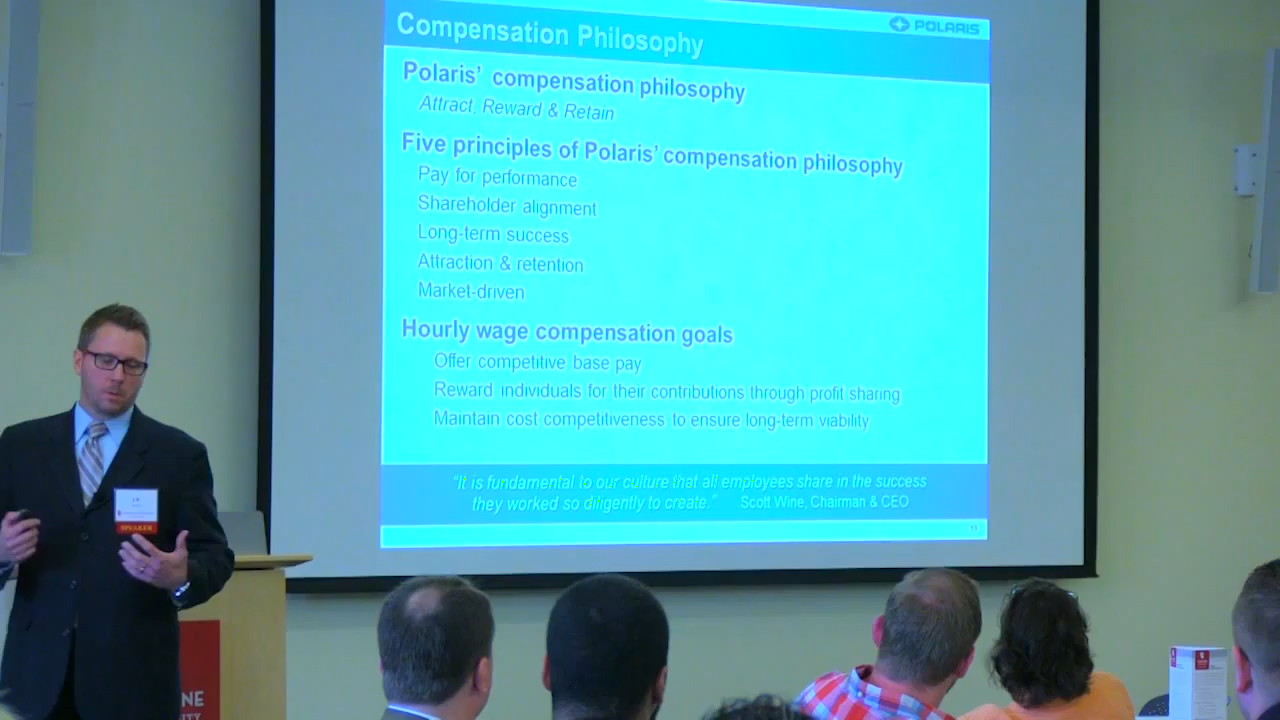 Compensation Philosophy
POLARIS
Polaris' compensation philosophy
Attract, Reward & Retain
Five principles of Polaris' compensation philosophy
Pay for performance
Shareholder alignment
Long-term success
Attraction & retention
Market-driven
Hourly wage compensation goals
Offer competitive base pay
Reward individuals for their contributions through profit sharing
Maintain cost competitiveness to ensure long-term viability
"It is fundamental to our culture that all employees share in the success
they worked so diligently to create." Scott Wine, Chairman & CEO
SPEAKER
NE
ITY